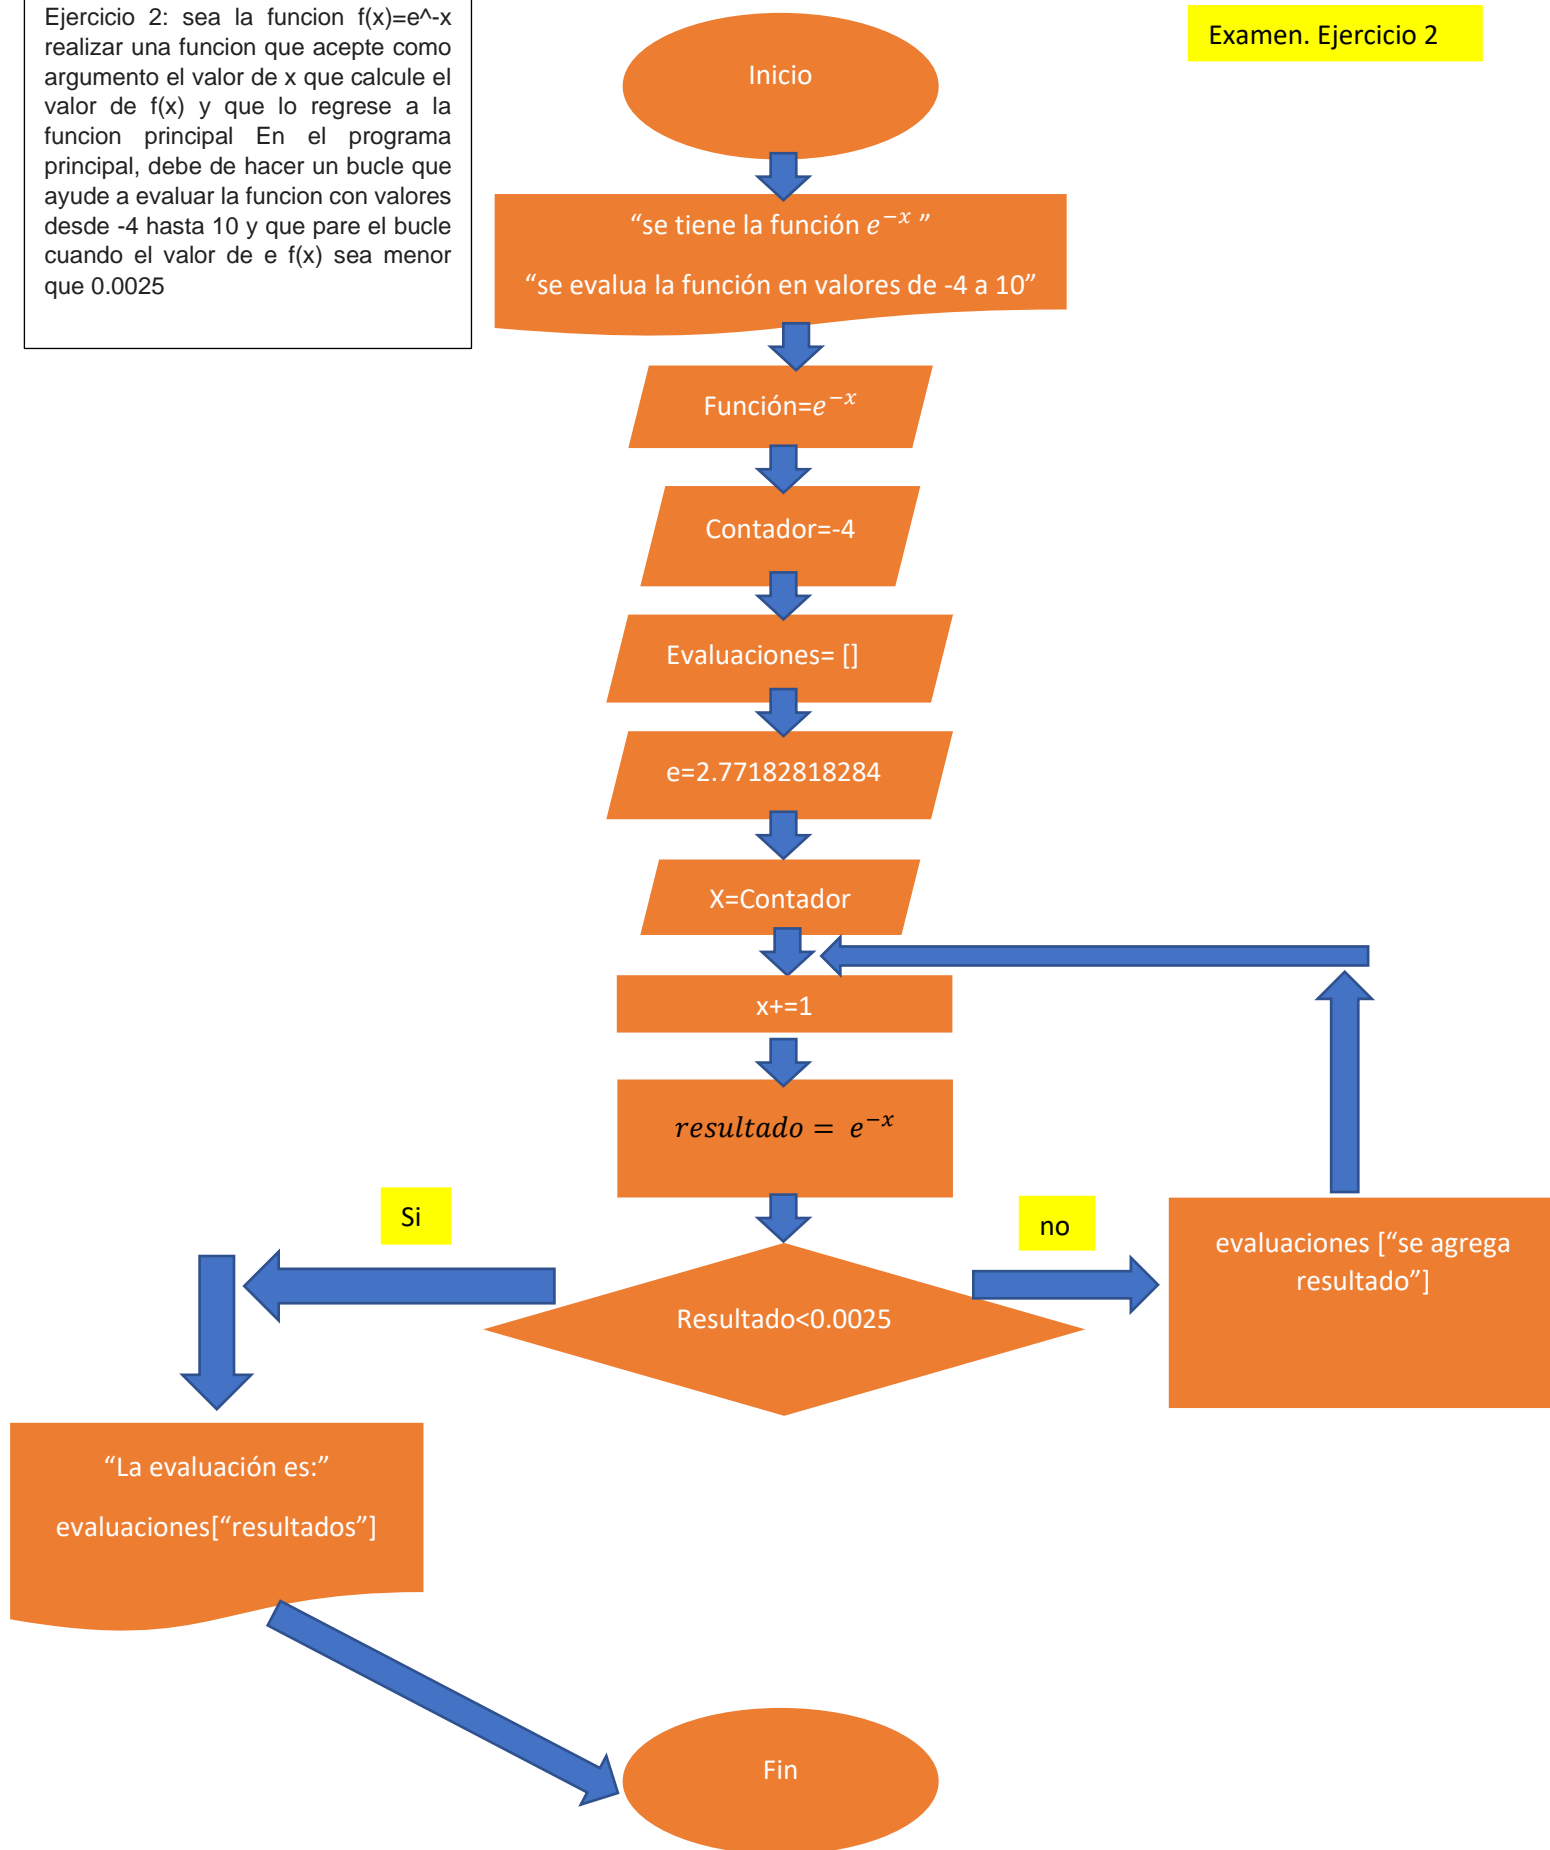 Ejercicio 2: sea la funcion f(x)=e^-x
realizar una funcion que acepte como
argumento el valor de x que calcule el
valor de f(x) y que lo regrese a la
funcion principal En el programa
principal, debe de hacer un bucle que
ayude a evaluar la funcion con valores
desde -4 hasta 10 y que pare el bucle
cuando el valor de e f(x) sea menor
que 0.0025
Examen. Ejercicio 2
Inicio
“se tiene la función e^{-x} ”
“se evalua la función en valores de -4 a 10”
Función=e^{-x}
Contador=-4
Evaluaciones= []
e=2.77182818284
X=Contador
x+=1
resultado = e^{-x}
Si
no
Resultado<0.0025
evaluaciones [“se agrega
resultado”]
“La evaluación es:”
evaluaciones[“resultados”]
Fin